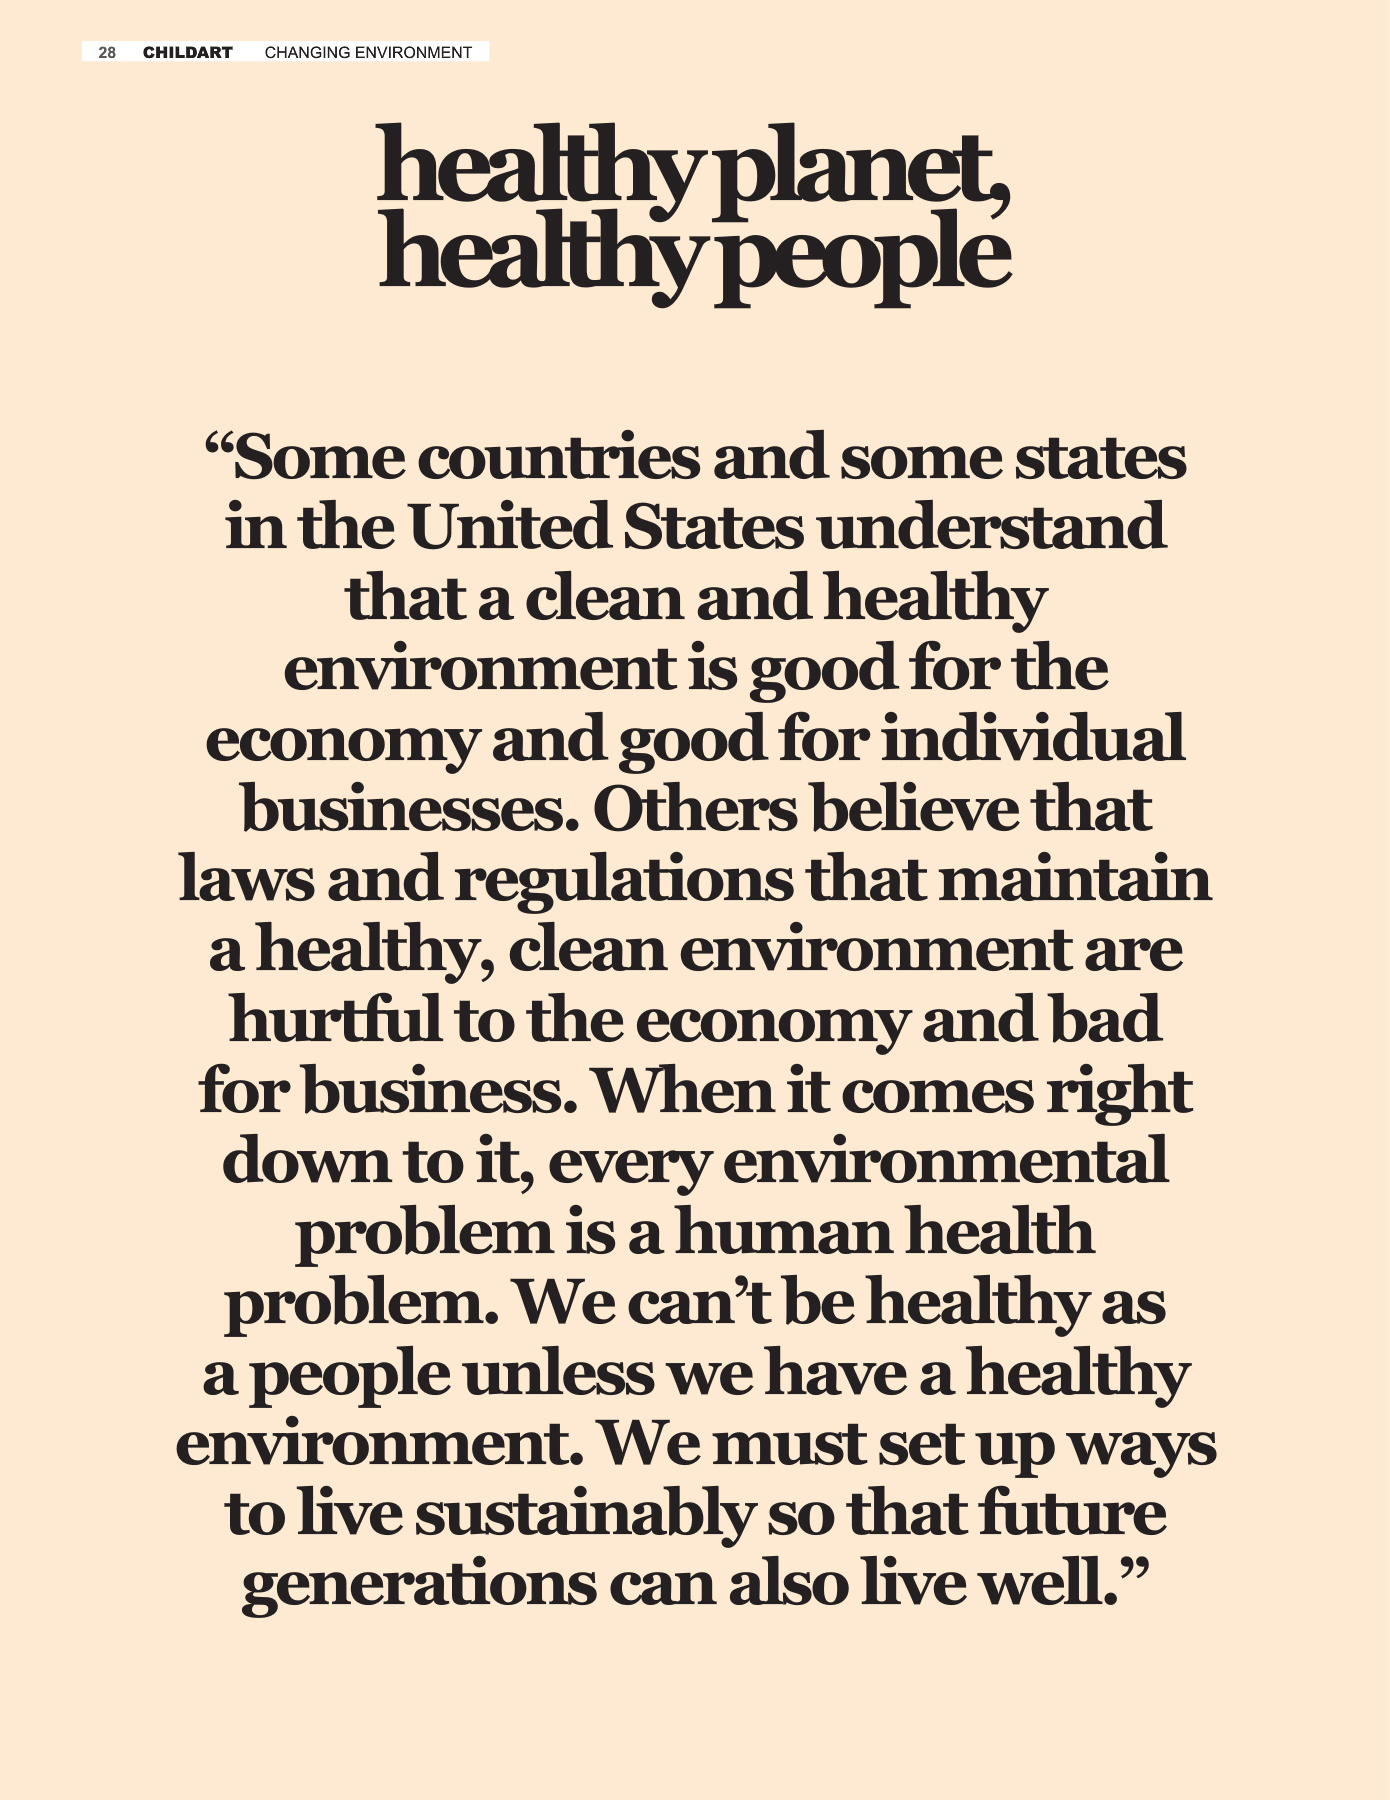 28 CHILDART CHANGING ENVIRONMENT
healthy planet,
healthy people
“Some countries and some states
in the United States understand
that a clean and healthy
environment is good for the
economy and good for individual
businesses. Others believe that
laws and regulations that maintain
a healthy, clean environment are
hurtful to the economy and bad
for business. When it comes right
down to it, every environmental
problem is a human health
problem. We can’t be healthy as
a people unless we have a healthy
environment. We must set up ways
to live sustainably so that future
generations can also live well.”